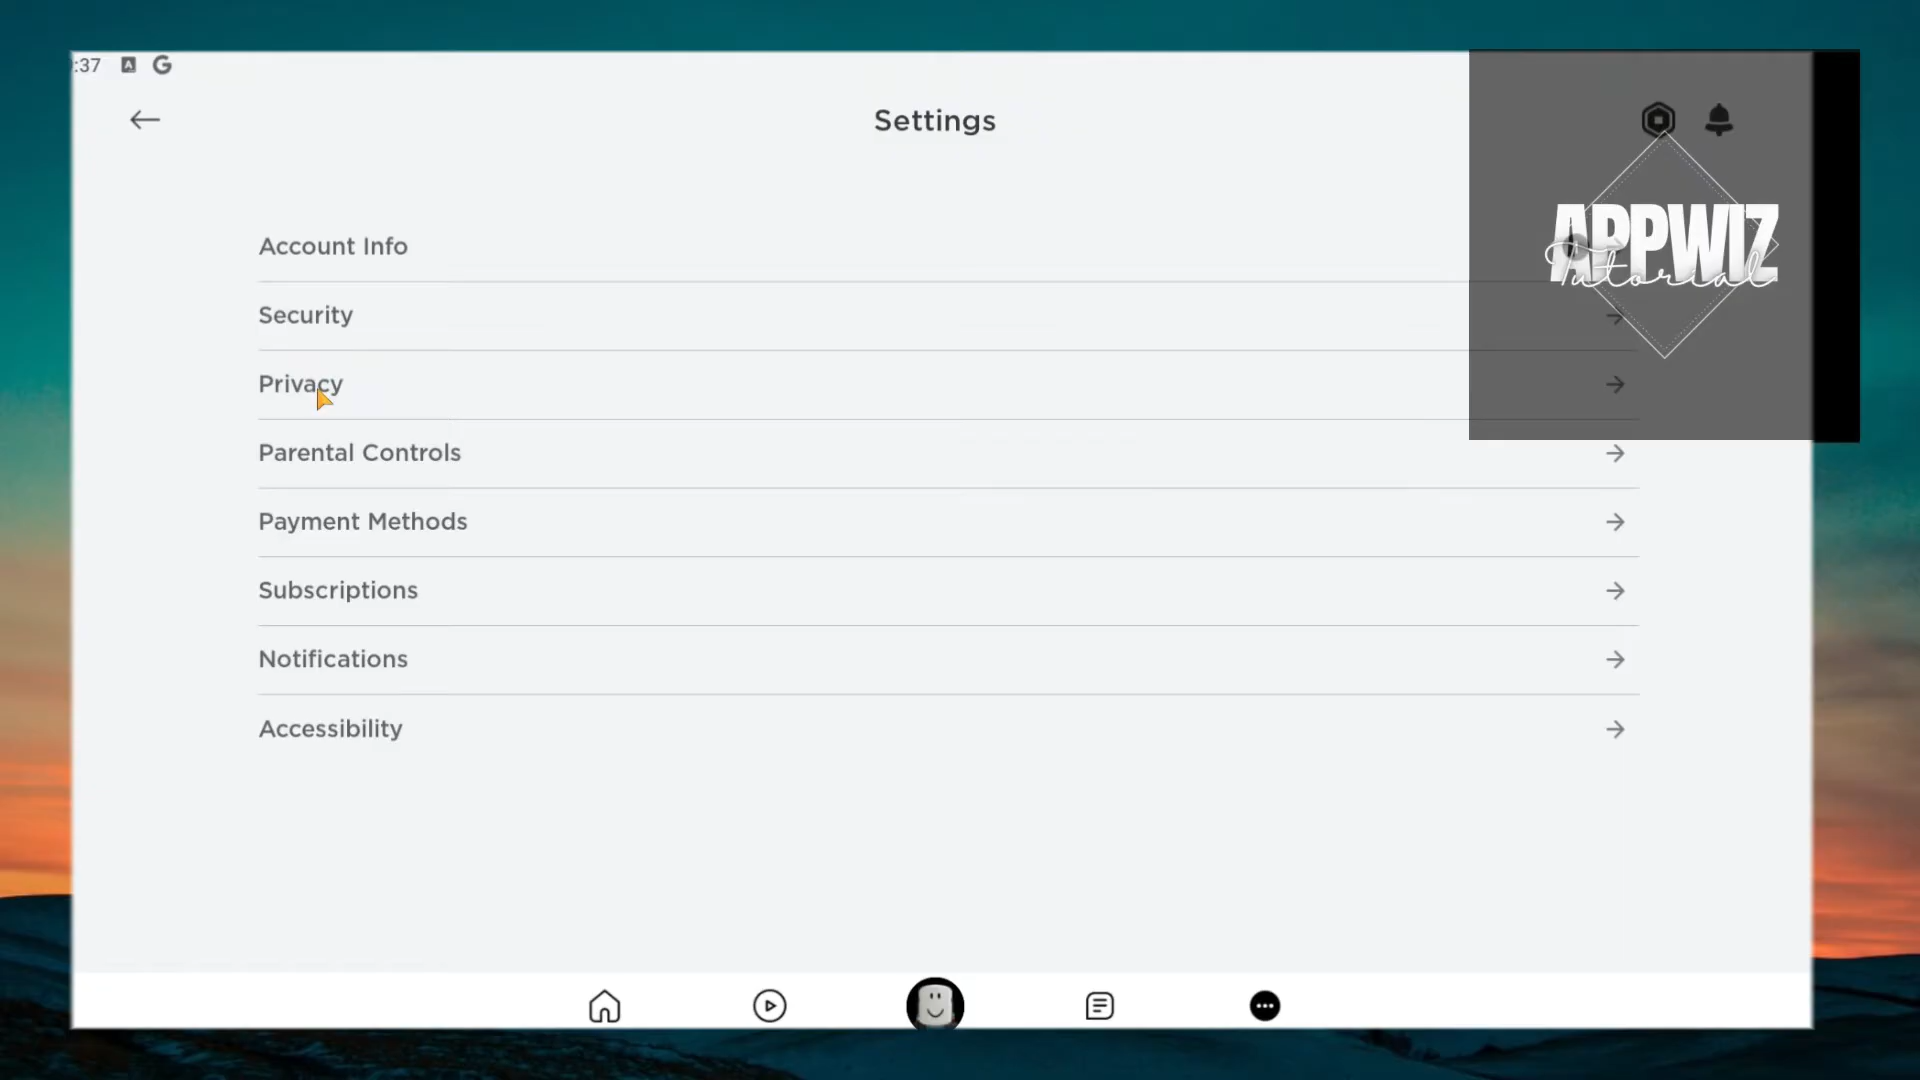 :37
Settings
APPWIZ
Tutorial
Account Info
Security
Privacy
Parental Controls
Payment Methods
Subscriptions
Notifications
Accessibility